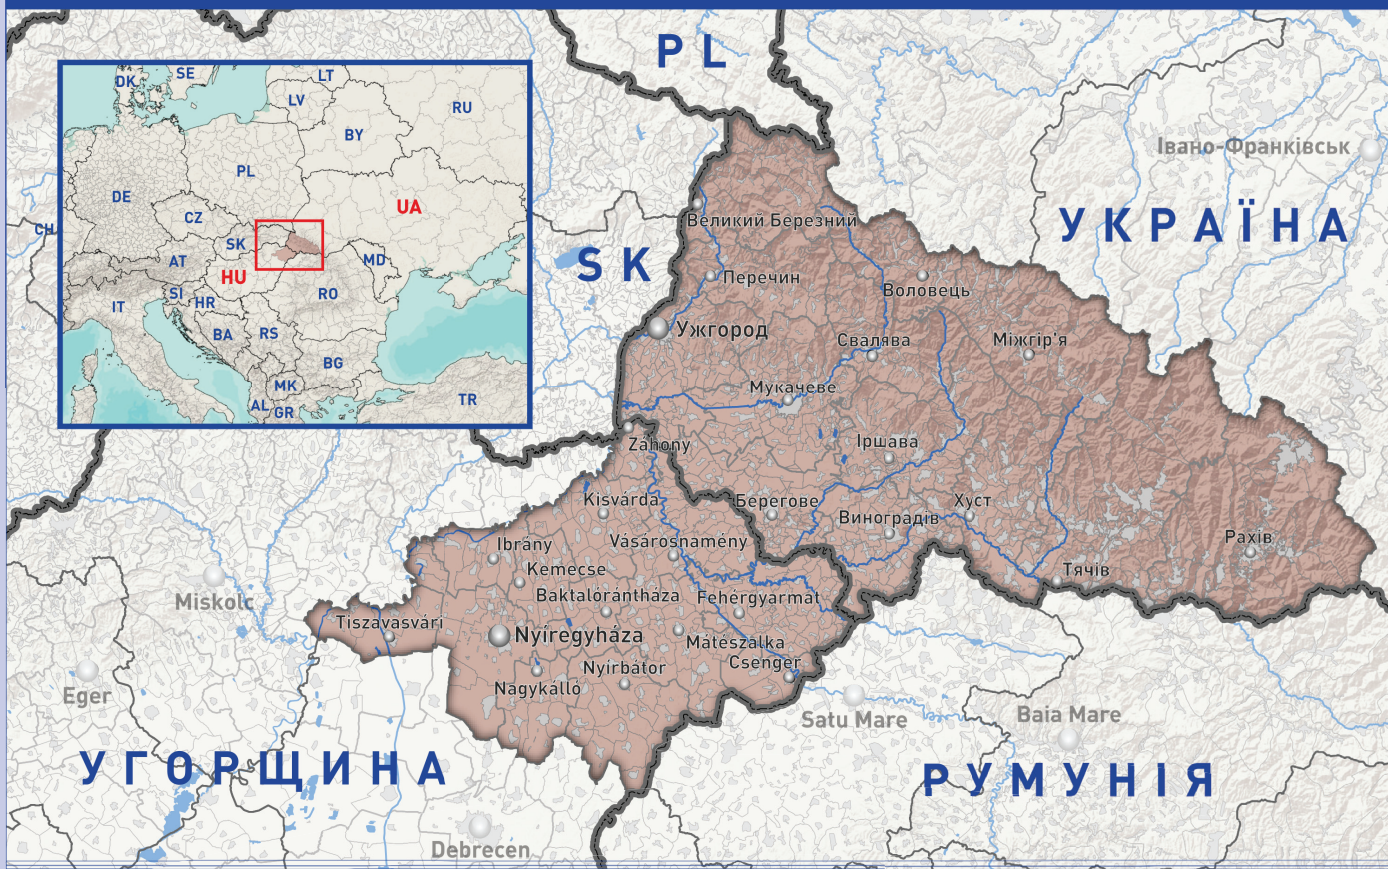 PL
DK
SE
LT
LV
RU
BY
PL
DE
UA
CZ
CH
SK
AT
HU
MD
SI
HR
RO
IT
BA
RS
BG
MK
AL
GR
TR
Івано-Франківськ
УКРАЇНА
SK
Великий Березний
Перечин
Воловець
Ужгород
Свалява
Міжгір'я
Мукачеве
Іршава
Záhony
Kisvárda
Берегове
Хуст
Виноградів
Рахів
Тячів
Ibrány
Vásárosnamény
Kemecse
Baktalórántháza
Fehérgyarmat
Miskolc
Tiszavasvári
Nyíregyháza
Mátészalka
Csenger
Nyírbátor
Nagykálló
Eger
Satu Mare
Baia Mare
УГОРЩИНА
РУМУНІЯ
Debrecen